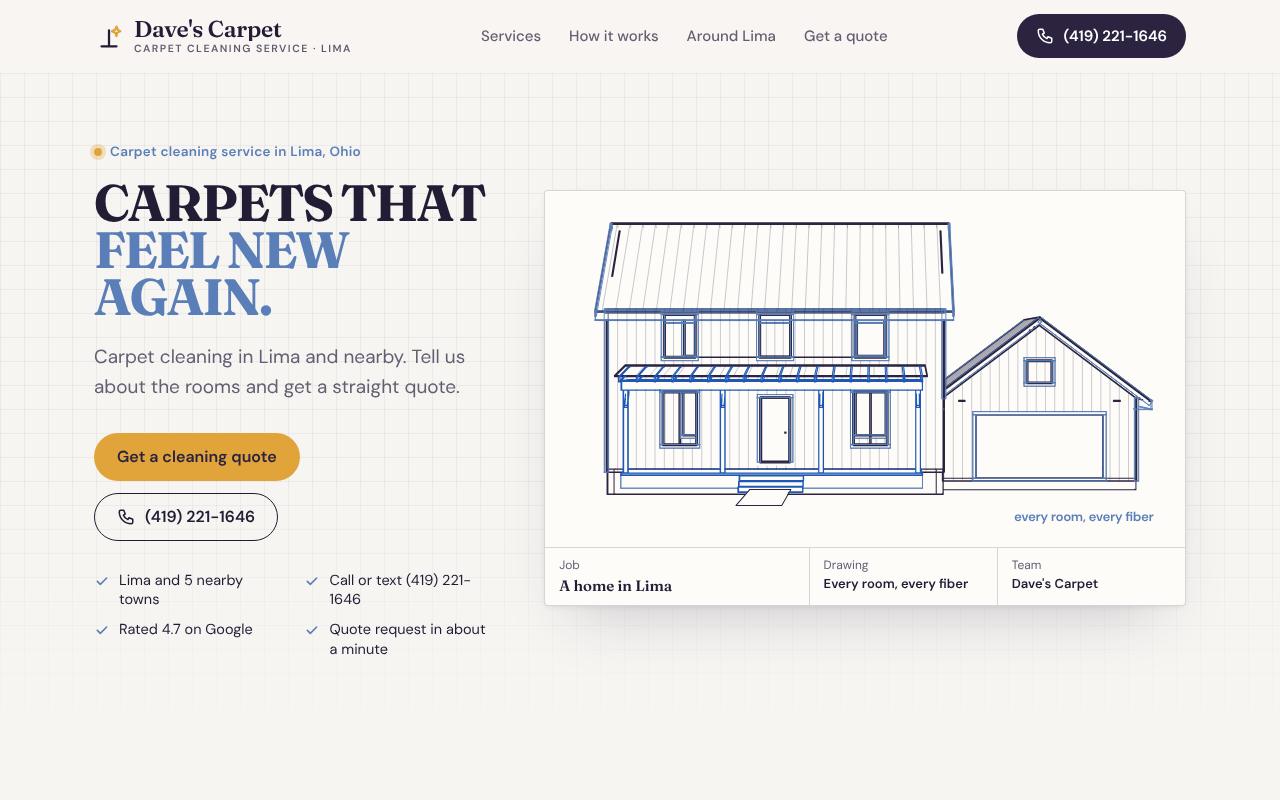 Dave's Carpet
CARPET CLEANING SERVICE · LIMA
Services
How it works
Around Lima
Get a quote
(419) 221-1646
Carpet cleaning service in Lima, Ohio
CARPETS THAT
FEEL NEW
AGAIN.
Carpet cleaning in Lima and nearby. Tell us
about the rooms and get a straight quote.
Get a cleaning quote
(419) 221-1646
Lima and 5 nearby
towns
Call or text (419) 221-
1646
Rated 4.7 on Google
Quote request in about
a minute
every room, every fiber
Job
A home in Lima
Drawing
Every room, every fiber
Team
Dave's Carpet